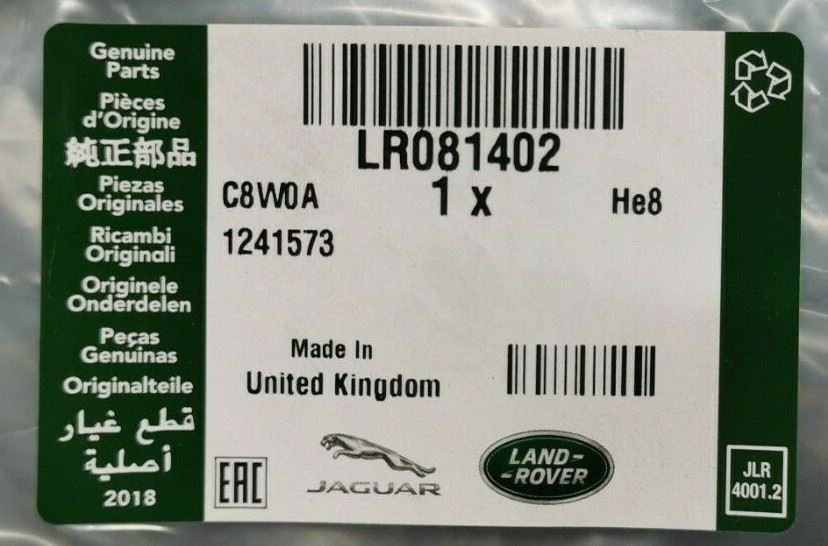 Genuine
Parts
Pièces
d'Origine
純正部品
Piezas
Originales
Ricambi
Originali
Originele
Onderdelen
Peças
Genuinas
Originalteile
قطع غيار
أصلية
2018
LR081402
C8W0A
1 x
He8
1241573
Made In
United Kingdom
EAC
JAGUAR
LAND-
-ROVER
JLR
4001.2